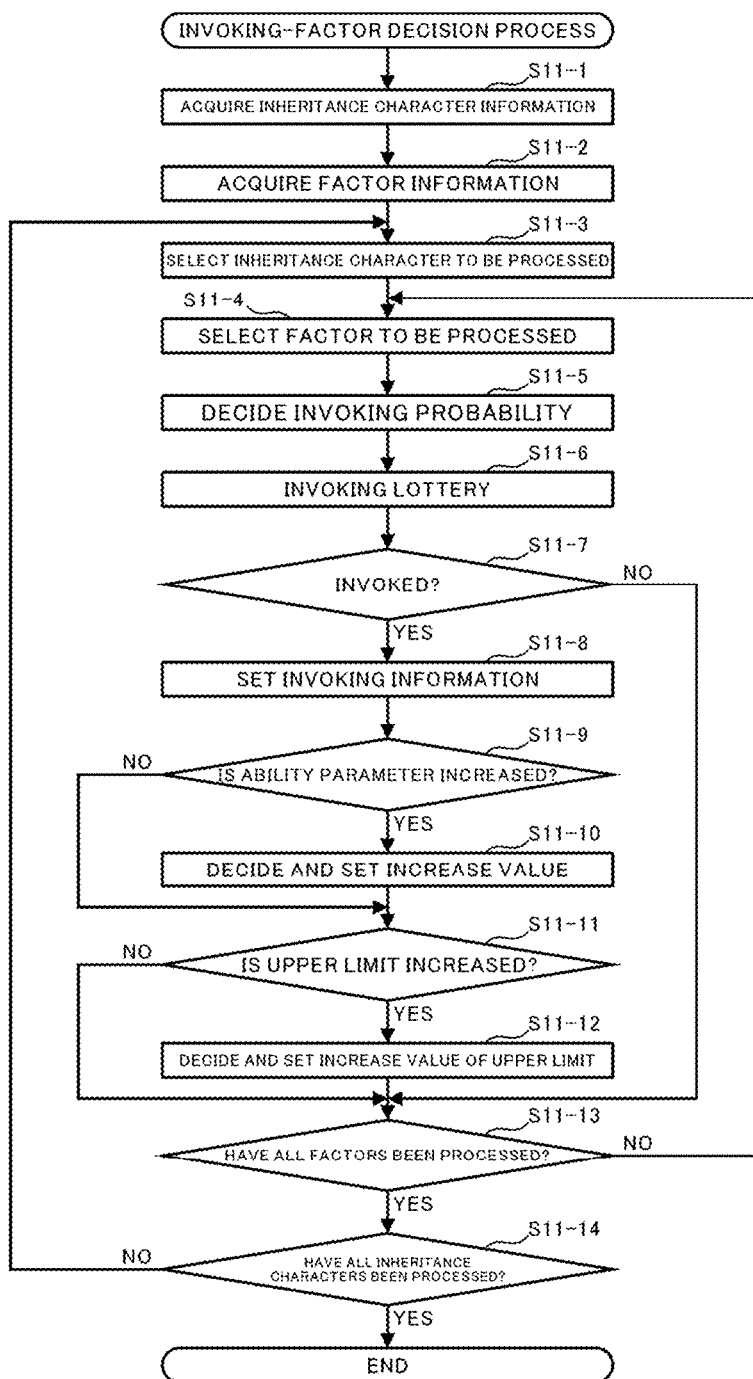 INVOKING-FACTOR DECISION PROCESS
S11-1
ACQUIRE INHERITANCE CHARACTER INFORMATION
S11-2
ACQUIRE FACTOR INFORMATION
S11-3
SELECT INHERITANCE CHARACTER TO BE PROCESSED
S11-4
SELECT FACTOR TO BE PROCESSED
S11-5
DECIDE INVOKING PROBABILITY
S11-6
INVOKING LOTTERY
S11-7
INVOKED?
NO
YES
S11-8
SET INVOKING INFORMATION
S11-9
NO
IS ABILITY PARAMETER INCREASED?
YES
S11-10
DECIDE AND SET INCREASE VALUE
S11-11
NO
IS UPPER LIMIT INCREASED?
YES
S11-12
DECIDE AND SET INCREASE VALUE OF UPPER LIMIT
S11-13
HAVE ALL FACTORS BEEN PROCESSED?
NO
YES
S11-14
NO
HAVE ALL INHERITANCE
CHARACTERS BEEN PROCESSED?
YES
END